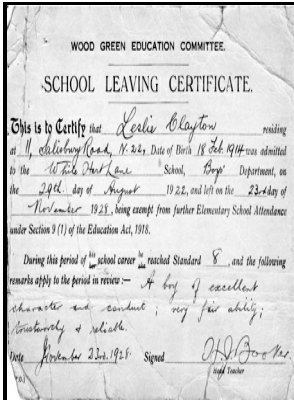 WOOD GREEN EDUCATION COMMITTEE.
SCHOOL LEAVING CERTIFICATE.
This is to Certify that Leslie Clayton residing
at 11, Salisbury Road, N. 22, Date of Birth 18 Feb. 1914 was admitted
to the White Hart Lane School, Boys' Department, on
the 29th day of August 1922, and left on the 23rd day of
November 1928, being exempt from further Elementary School Attendance
under Section 9 (1) of the Education Act, 1918.
During this period of his school career he reached Standard 8, and the following
remarks apply to the period in review:— A boy of excellent
character and conduct; very fair ability;
trustworthy & reliable.
Date November 23rd, 1928. Signed H. J. Booker.
Head Teacher